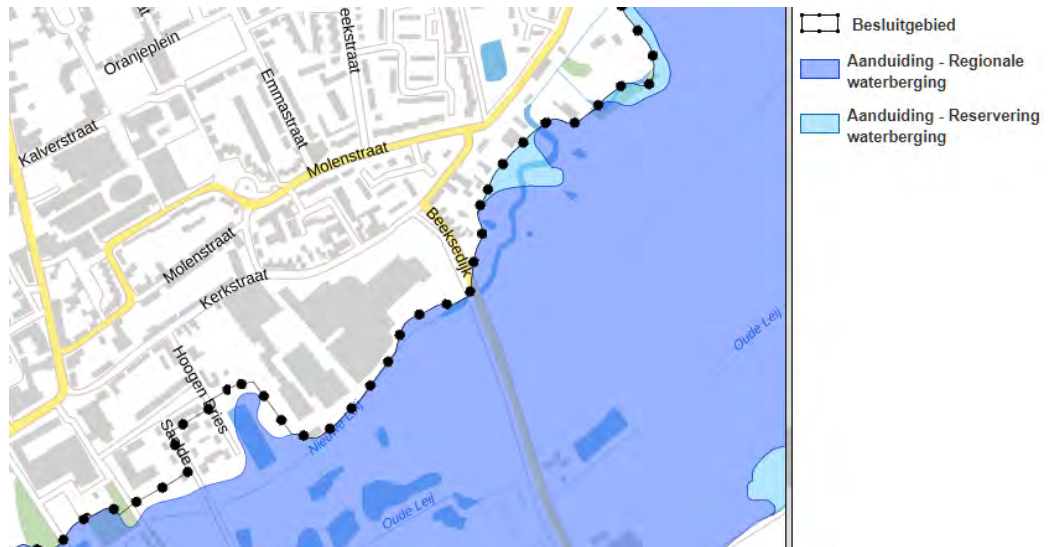 Oranjeplein
Emmastraat
Kalverstraat
Molenstraat
Beeksedijk
Molenstraat
Kerkstraat
Hoogen Dries
Nieuwe Leij
Oude Leij
Oude Leij
Besluitgebied
Aanduiding - Regionale
waterberging
Aanduiding - Reservering
waterberging